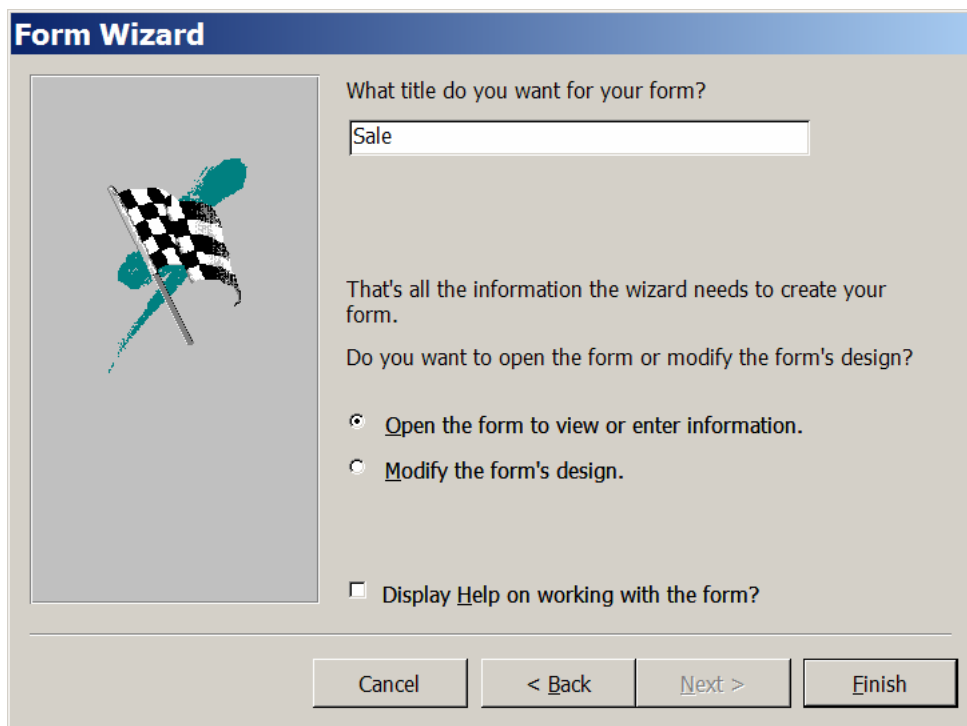 Form Wizard
What title do you want for your form?
Sale
That's all the information the wizard needs to create your
form.
Do you want to open the form or modify the form's design?
Open the form to view or enter information.
Modify the form's design.
Display Help on working with the form?
Cancel
< Back
Next >
Finish